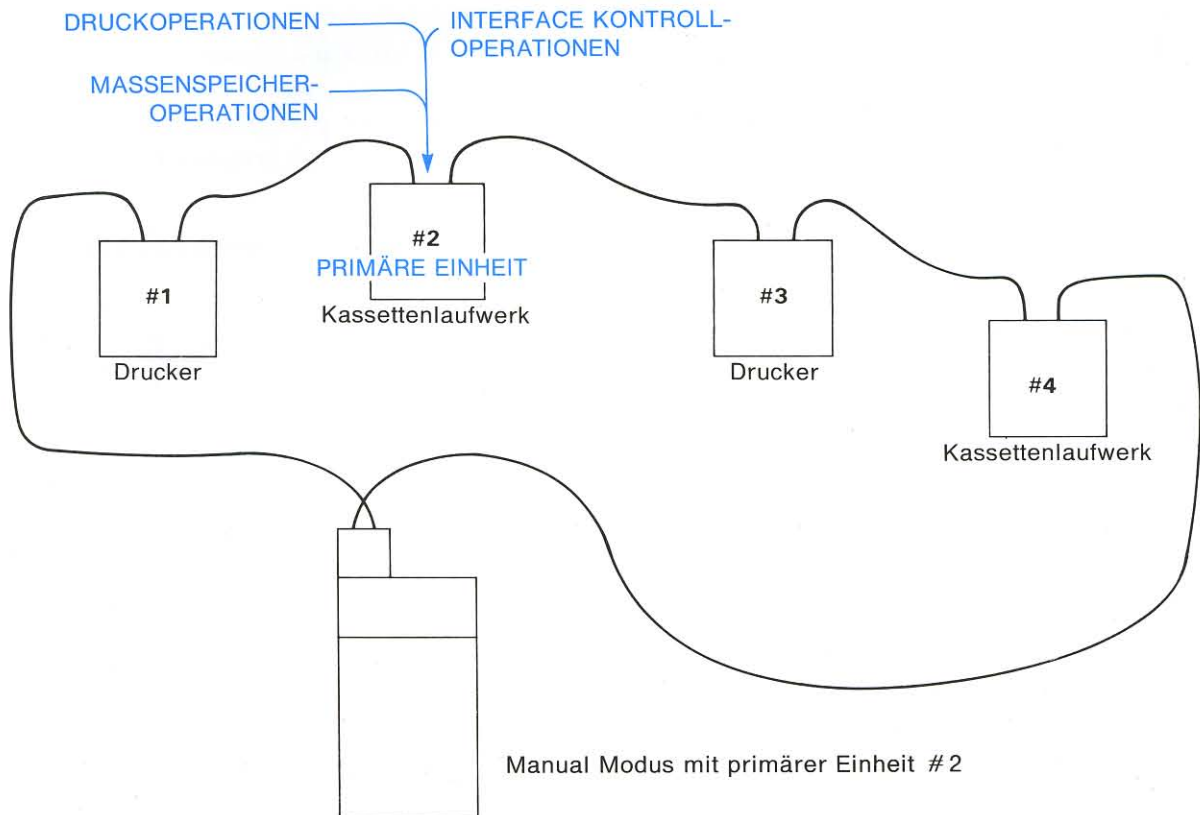 DRUCKOPERATIONEN
INTERFACE KONTROLL-
OPERATIONEN
MASSENSPEICHER-
OPERATIONEN
#2
PRIMÄRE EINHEIT
Kassettenlaufwerk
#1
Drucker
#3
Drucker
#4
Kassettenlaufwerk
Manual Modus mit primärer Einheit #2